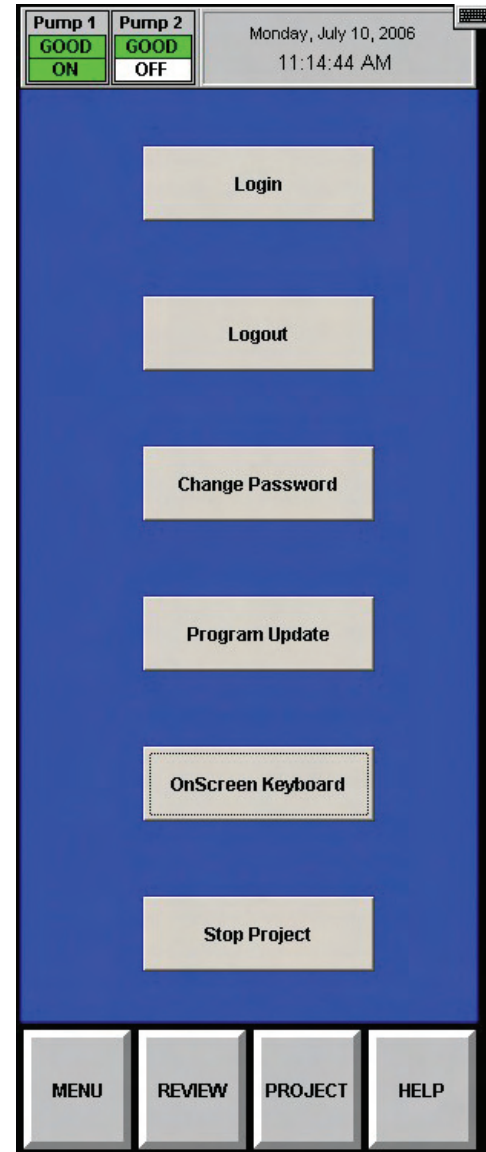 Pump 1 Pump 2 Monday, July 10, 2006
GOOD GOOD 11:14:44 AM
ON OFF
Login
Logout
Change Password
Program Update
OnScreen Keyboard
Stop Project
MENU REVIEW PROJECT HELP